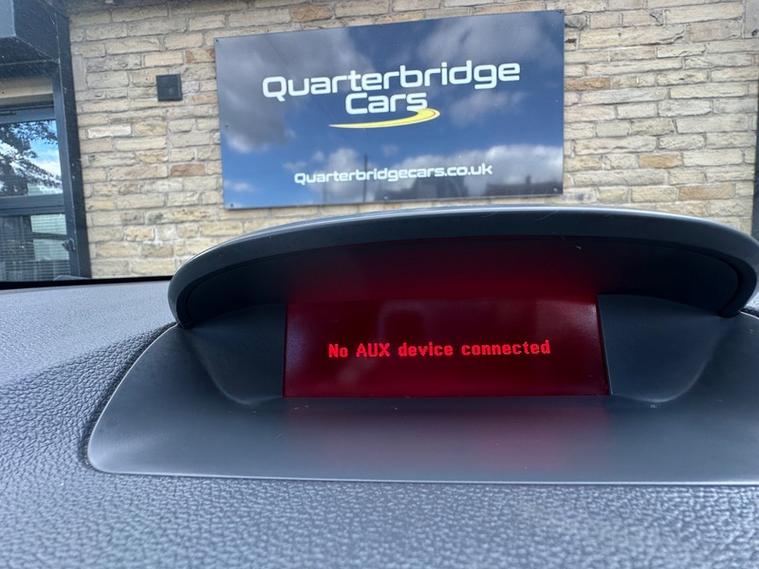 Quarterbridge
Cars
Quarterbridgecars.co.uk
No AUX device connected